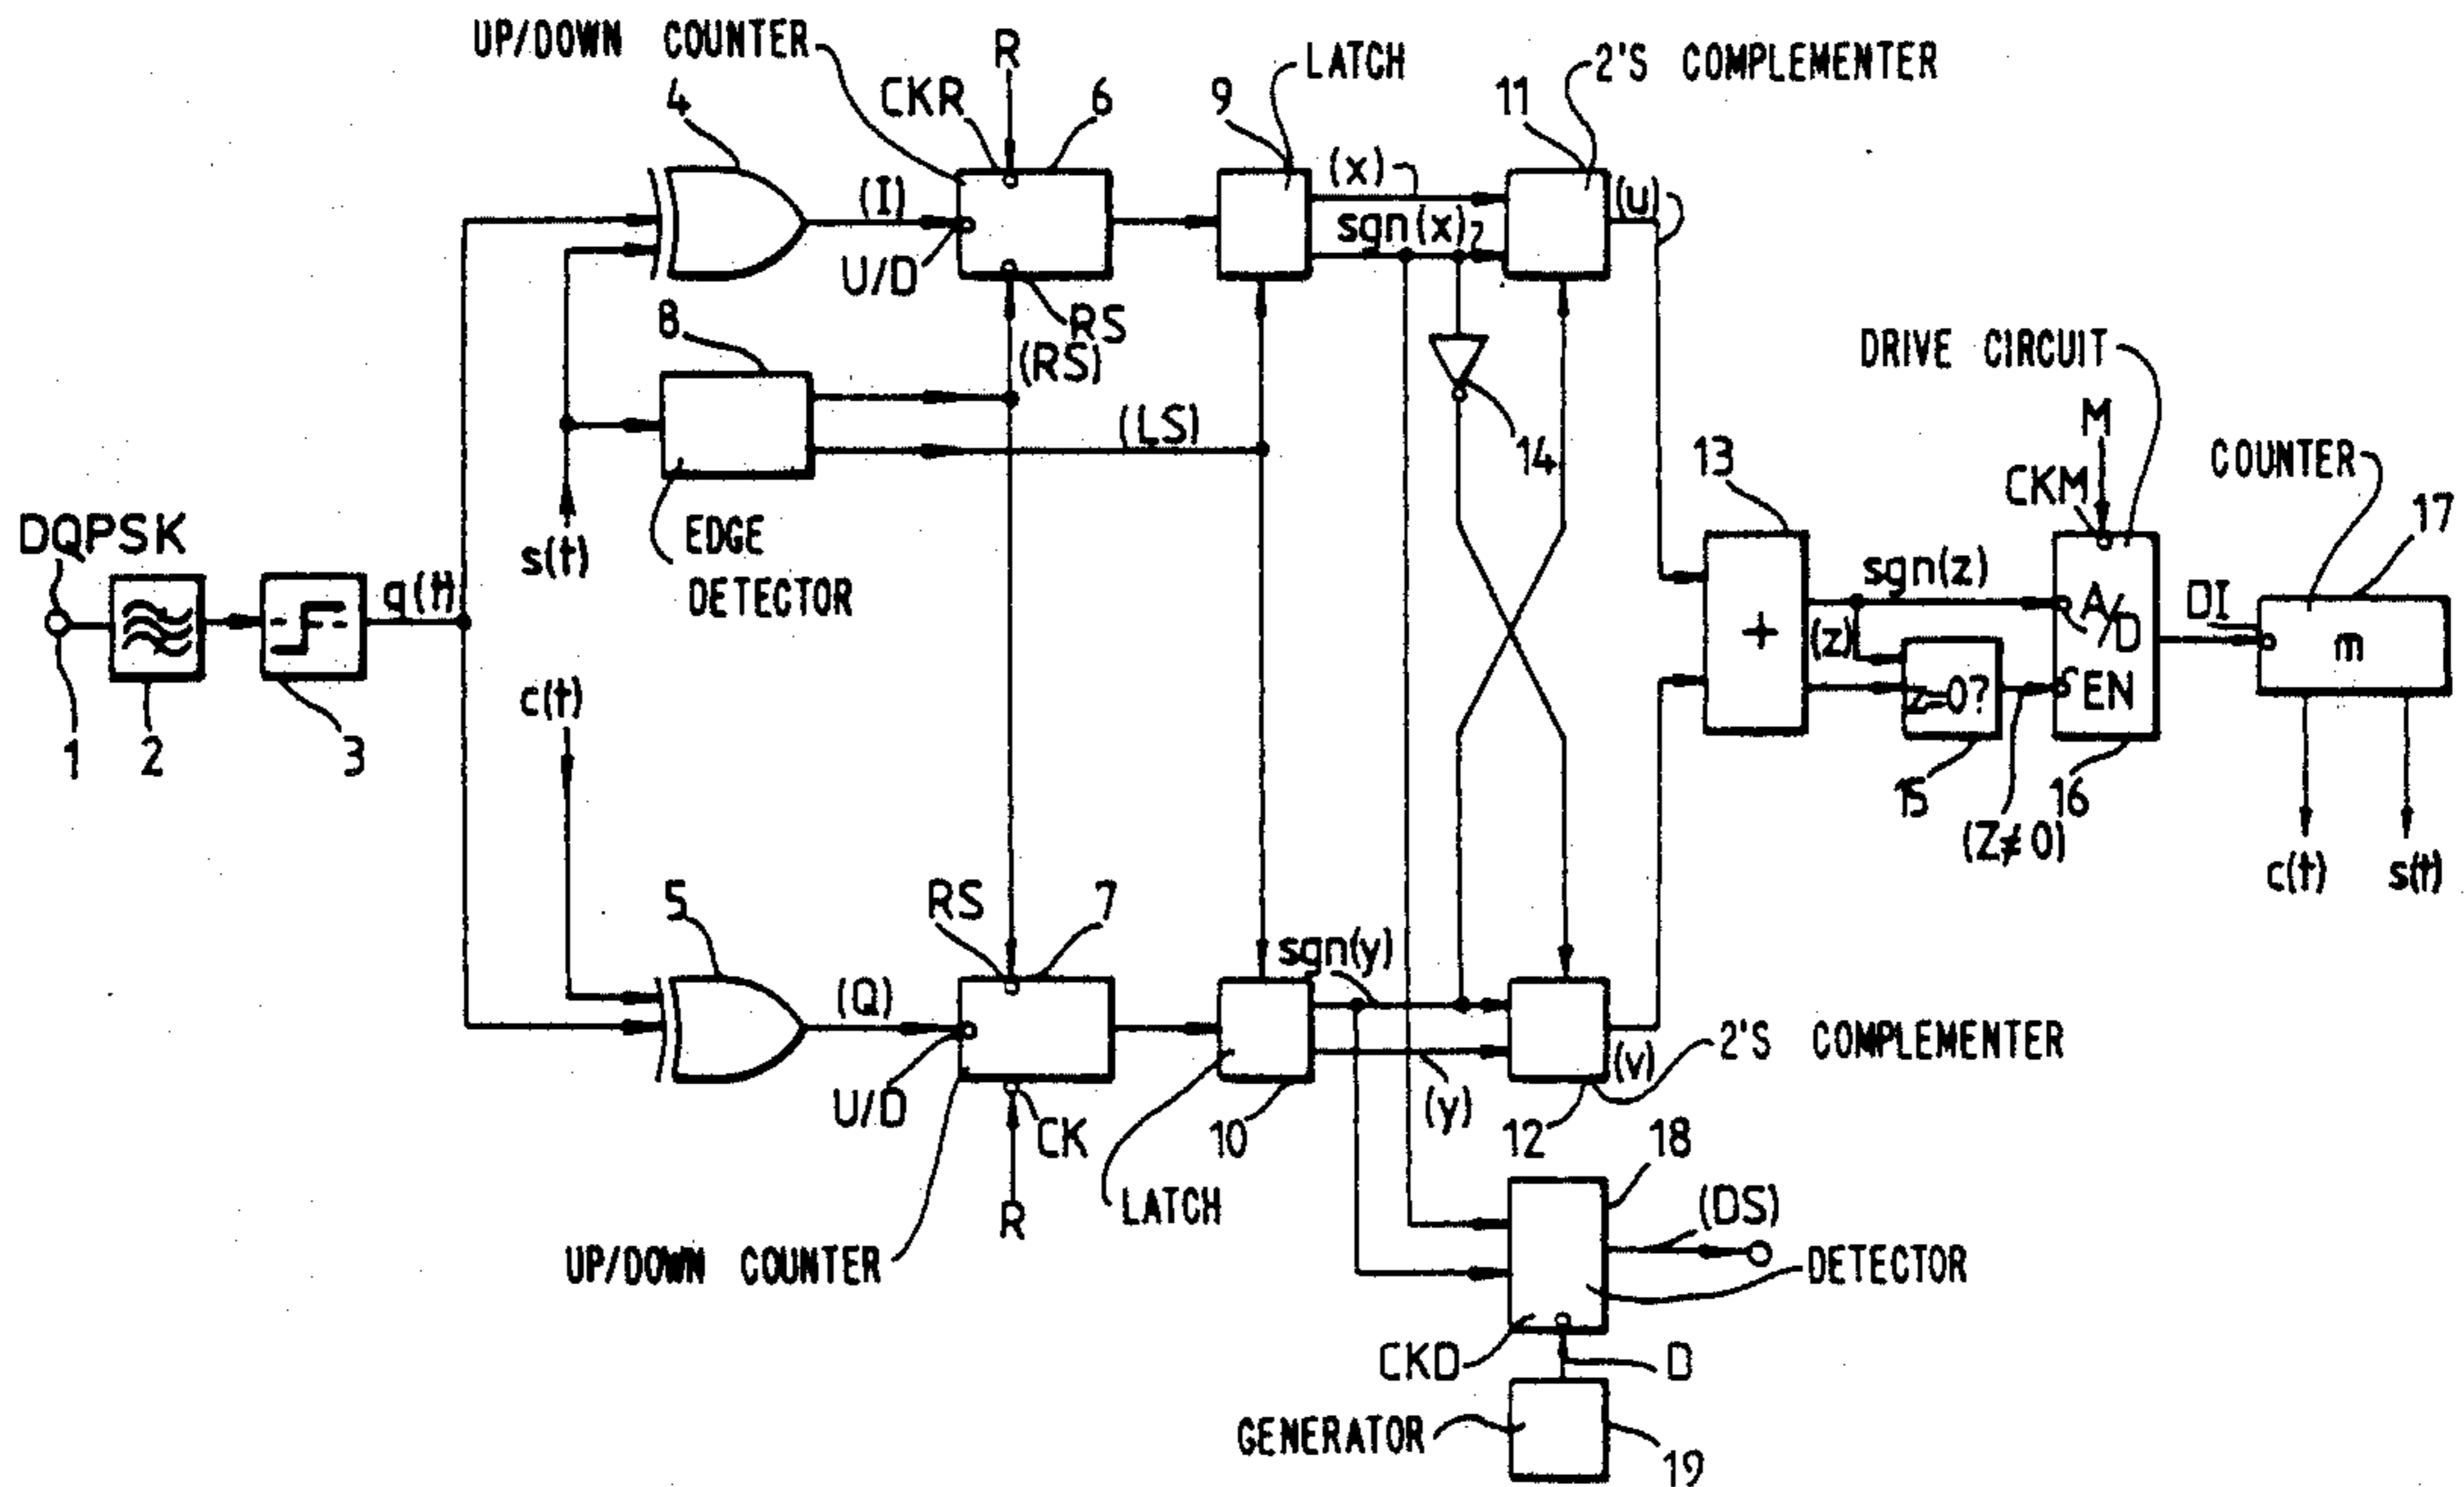 UP/DOWN COUNTER
R
LATCH
2'S COMPLEMENTER
4
CKR
6
9
11
(I)
(x)
(u)
U/D
sgn(x)
RS
8
(RS)
DRIVE CIRCUIT
(LS)
14
13
M
COUNTER
CKM
17
DQPSK
s(t)
EDGE
DETECTOR
q(t)
sgn(z)
A/D
DI
+
(z)
m
c(t)
z=0?
EN
1
2
3
15
16
(Z≠0)
c(t)
s(t)
5
RS
7
sgn(y)
(Q)
2'S COMPLEMENTER
(v)
U/D
CK
10
(y)
12
18
LATCH
R
(DS)
UP/DOWN COUNTER
DETECTOR
CKD
D
GENERATOR
19